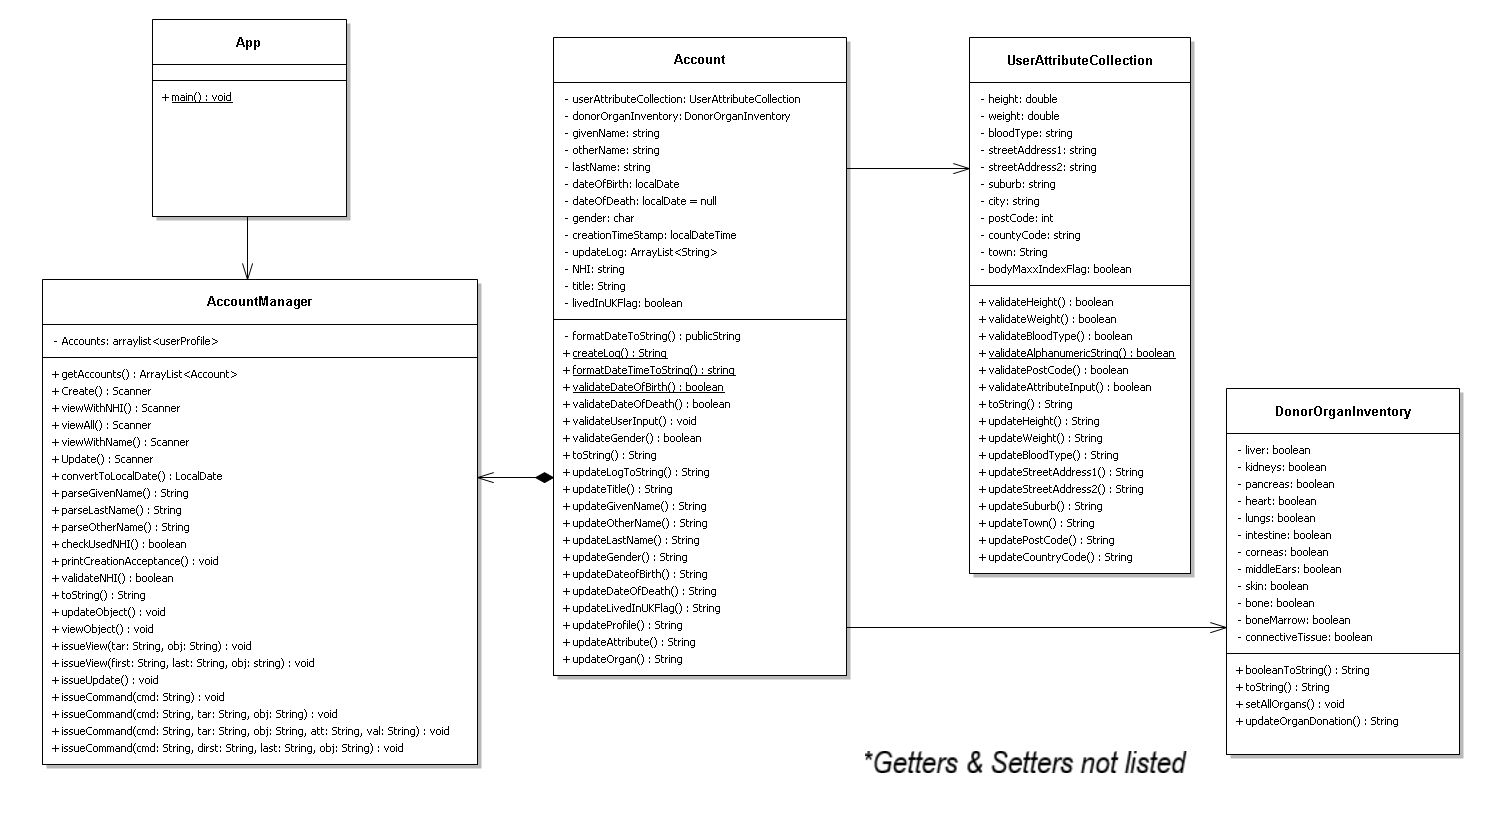 App
+ main() : void
AccountManager
- Accounts: arraylist<userProfile>
+ getAccounts() : ArrayList<Account>
+ Create() : Scanner
+ viewWithNHI() : Scanner
+ viewAll() : Scanner
+ viewWithName() : Scanner
+ Update() : Scanner
+ convertToLocalDate() : LocalDate
+ parseGivenName() : String
+ parseLastName() : String
+ parseOtherName() : String
+ checkUsedNHI() : boolean
+ printCreationAcceptance() : void
+ validateNHI() : boolean
+ toString() : String
+ updateObject() : void
+ viewObject() : void
+ issueView(tar: String, obj: String) : void
+ issueView(first: String, last: String, obj: string) : void
+ issueUpdate() : void
+ issueCommand(cmd: String) : void
+ issueCommand(cmd: String, tar: String, obj: String) : void
+ issueCommand(cmd: String, tar: String, obj: String, att: String, val: String) : void
+ issueCommand(cmd: String, dirst: String, last: String, obj: String) : void
Account
- userAttributeCollection: UserAttributeCollection
- donorOrganInventory: DonorOrganInventory
- givenName: string
- otherName: string
- lastName: string
- dateOfBirth: localDate
- dateOfDeath: localDate = null
- gender: char
- creationTimeStamp: localDateTime
- updateLog: ArrayList<String>
- NHI: string
- title: String
- livedInUKFlag: boolean
- formatDateToString() : publicString
+ createLog() : String
+ formatDateTimeToString() : string
+ validateDateOfBirth() : boolean
+ validateDateOfDeath() : boolean
+ validateUserInput() : void
+ validateGender() : boolean
+ toString() : String
+ updateLogToString() : String
+ updateTitle() : String
+ updateGivenName() : String
+ updateOtherName() : String
+ updateLastName() : String
+ updateGender() : String
+ updateDateofBirth() : String
+ updateDateOfDeath() : String
+ updateLivedInUKFlag() : String
+ updateProfile() : String
+ updateAttribute() : String
+ updateOrgan() : String
UserAttributeCollection
- height: double
- weight: double
- bloodType: string
- streetAddress1: string
- streetAddress2: string
- suburb: string
- city: string
- postCode: int
- countyCode: string
- town: String
- bodyMaxxIndexFlag: boolean
+ validateHeight() : boolean
+ validateWeight() : boolean
+ validateBloodType() : boolean
+ validateAlphanumericString() : boolean
+ validatePostCode() : boolean
+ validateAttributeInput() : boolean
+ toString() : String
+ updateHeight() : String
+ updateWeight() : String
+ updateBloodType() : String
+ updateStreetAddress1() : String
+ updateStreetAddress2() : String
+ updateSuburb() : String
+ updateTown() : String
+ updatePostCode() : String
+ updateCountryCode() : String
DonorOrganInventory
- liver: boolean
- kidneys: boolean
- pancreas: boolean
- heart: boolean
- lungs: boolean
- intestine: boolean
- corneas: boolean
- middleEars: boolean
- skin: boolean
- bone: boolean
- boneMarrow: boolean
- connectiveTissue: boolean
+ booleanToString() : String
+ toString() : String
+ setAllOrgans() : void
+ updateOrganDonation() : String
*Getters & Setters not listed